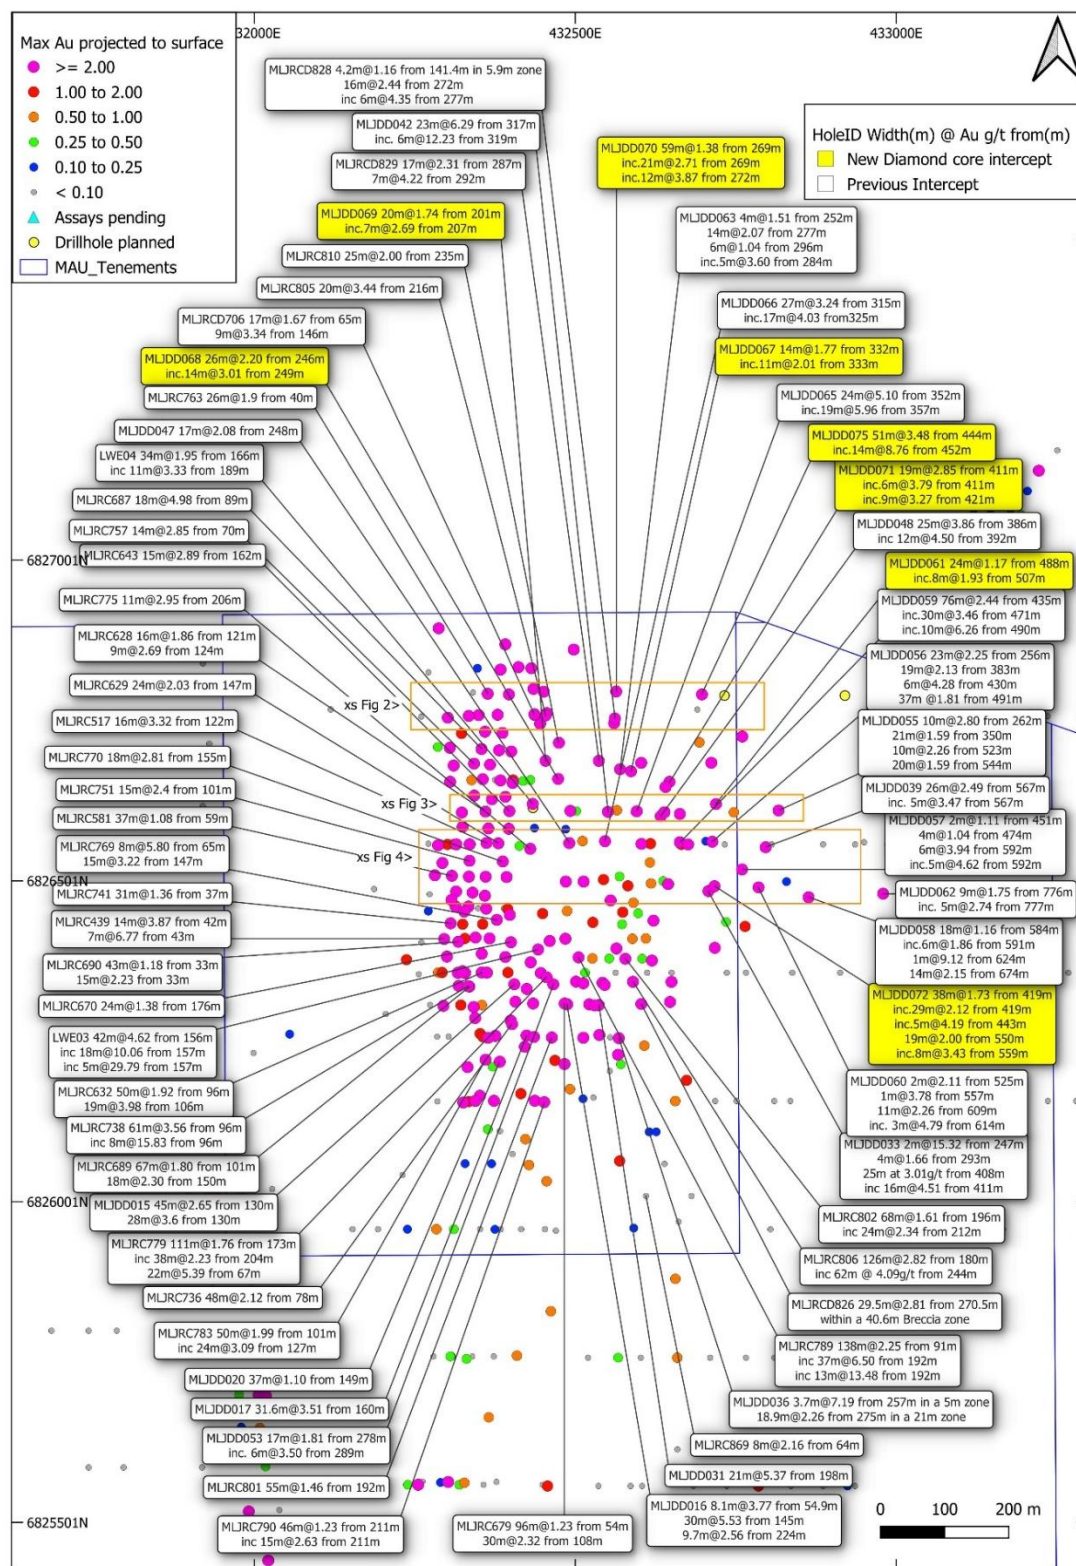 432000E
432500E
433000E
Max Au projected to surface
>= 2.00
1.00 to 2.00
0.50 to 1.00
0.25 to 0.50
0.10 to 0.25
< 0.10
Assays pending
Drillhole planned
MAU_Tenements
HoleID Width(m) @ Au g/t from(m)
New Diamond core intercept
Previous Intercept
MLJRCD828 4.2m@1.16 from 141.4m in 5.9m zone
16m@2.44 from 272m
inc 6m@4.35 from 277m
MLJDD042 23m@6.29 from 317m
inc. 6m@12.23 from 319m
MLJRCD829 17m@2.31 from 287m
7m@4.22 from 292m
MLJDD069 20m@1.74 from 201m
inc.7m@2.69 from 207m
MLJRC810 25m@2.00 from 235m
MLJRC805 20m@3.44 from 216m
MLJRCD706 17m@1.67 from 65m
9m@3.34 from 146m
MLJDD068 26m@2.20 from 246m
inc.14m@3.01 from 249m
MLJRC763 26m@1.9 from 40m
MLJDD047 17m@2.08 from 248m
LWE04 34m@1.95 from 166m
inc 11m@3.33 from 189m
MLJRC687 18m@4.98 from 89m
MLJRC757 14m@2.85 from 70m
MLJRC643 15m@2.89 from 162m
6827001N
MLJRC775 11m@2.95 from 206m
MLJRC628 16m@1.86 from 121m
9m@2.69 from 124m
MLJRC629 24m@2.03 from 147m
MLJRC517 16m@3.32 from 122m
MLJRC770 18m@2.81 from 155m
MLJRC751 15m@2.4 from 101m
MLJRC581 37m@1.08 from 59m
MLJRC769 8m@5.80 from 65m
15m@3.22 from 147m
6826501N
MLJRC741 31m@1.36 from 37m
MLJRC439 14m@3.87 from 42m
7m@6.77 from 43m
MLJRC690 43m@1.18 from 33m
15m@2.23 from 33m
MLJRC670 24m@1.38 from 176m
LWE03 42m@4.62 from 156m
inc 18m@10.06 from 157m
inc 5m@29.79 from 157m
MLJRC632 50m@1.92 from 96m
19m@3.98 from 106m
MLJRC738 61m@3.56 from 96m
inc 8m@15.83 from 96m
MLJRC689 67m@1.80 from 101m
18m@2.30 from 150m
6826001N
MLJDD015 45m@2.65 from 130m
28m@3.6 from 130m
MLJRC779 111m@1.76 from 173m
inc 38m@2.23 from 204m
22m@5.39 from 67m
MLJRC736 48m@2.12 from 78m
MLJRC783 50m@1.99 from 101m
inc 24m@3.09 from 127m
MLJDD020 37m@1.10 from 149m
MLJDD017 31.6m@3.51 from 160m
MLJDD053 17m@1.81 from 278m
inc. 6m@3.50 from 289m
MLJRC801 55m@1.46 from 192m
6825501N
MLJRC790 46m@1.23 from 211m
inc 15m@2.63 from 211m
MLJRC679 96m@1.23 from 54m
30m@2.32 from 108m
xs Fig 2>
xs Fig 3>
xs Fig 4>
MLJDD070 59m@1.38 from 269m
inc.21m@2.71 from 269m
inc.12m@3.87 from 272m
MLJDD063 4m@1.51 from 252m
14m@2.07 from 277m
6m@1.04 from 296m
inc.5m@3.60 from 284m
MLJDD066 27m@3.24 from 315m
inc.17m@4.03 from325m
MLJDD067 14m@1.77 from 332m
inc.11m@2.01 from 333m
MLJDD065 24m@5.10 from 352m
inc.19m@5.96 from 357m
MLJDD075 51m@3.48 from 444m
inc.14m@8.76 from 452m
MLJDD071 19m@2.85 from 411m
inc.6m@3.79 from 411m
inc.9m@3.27 from 421m
MLJDD048 25m@3.86 from 386m
inc 12m@4.50 from 392m
MLJDD061 24m@1.17 from 488m
inc.8m@1.93 from 507m
MLJDD059 76m@2.44 from 435m
inc.30m@3.46 from 471m
inc.10m@6.26 from 490m
MLJDD056 23m@2.25 from 256m
19m@2.13 from 383m
6m@4.28 from 430m
37m @1.81 from 491m
MLJDD055 10m@2.80 from 262m
21m@1.59 from 350m
10m@2.26 from 523m
20m@1.59 from 544m
MLJDD039 26m@2.49 from 567m
inc. 5m@3.47 from 567m
MLJDD057 2m@1.11 from 451m
4m@1.04 from 474m
6m@3.94 from 592m
inc.5m@4.62 from 592m
MLJDD062 9m@1.75 from 776m
inc. 5m@2.74 from 777m
MLJDD058 18m@1.16 from 584m
inc.6m@1.86 from 591m
1m@9.12 from 624m
14m@2.15 from 674m
MLJDD072 38m@1.73 from 419m
inc.29m@2.12 from 419m
inc.5m@4.19 from 443m
19m@2.00 from 550m
inc.8m@3.43 from 559m
MLJDD060 2m@2.11 from 525m
1m@3.78 from 557m
11m@2.26 from 609m
inc. 3m@4.79 from 614m
MLJDD033 2m@15.32 from 247m
4m@1.66 from 293m
25m at 3.01g/t from 408m
inc 16m@4.51 from 411m
MLJRC802 68m@1.61 from 196m
inc 24m@2.34 from 212m
MLJRC806 126m@2.82 from 180m
inc 62m @ 4.09g/t from 244m
MLJRCD826 29.5m@2.81 from 270.5m
within a 40.6m Breccia zone
MLJRC789 138m@2.25 from 91m
inc 37m@6.50 from 192m
inc 13m@13.48 from 192m
MLJDD036 3.7m@7.19 from 257m in a 5m zone
18.9m@2.26 from 275m in a 21m zone
MLJRC869 8m@2.16 from 64m
MLJDD031 21m@5.37 from 198m
MLJDD016 8.1m@3.77 from 54.9m
30m@5.53 from 145m
9.7m@2.56 from 224m
0 100 200 m